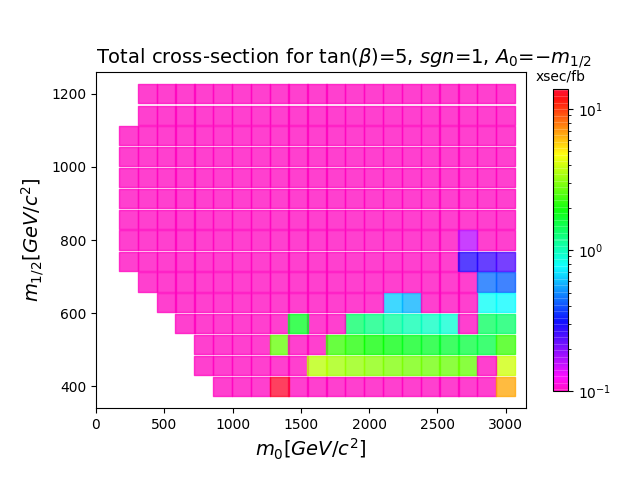 Total cross-section for tan(β)=5, sgn=1, A₀=−m₁/₂
xsec/fb
10¹
10⁰
10⁻¹
1200
1000
800
600
400
m₁/₂[GeV/c²]
0 500 1000 1500 2000 2500 3000
m₀[GeV/c²]